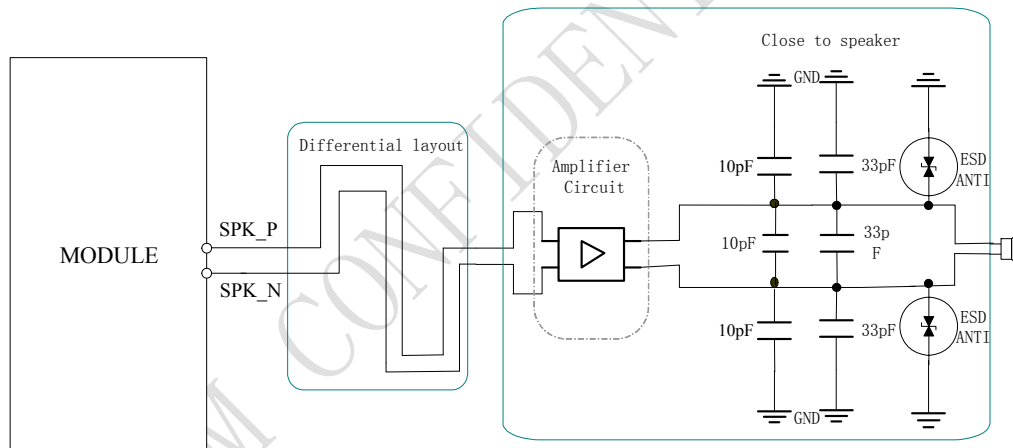 Close to speaker
GND
Differential layout
Amplifier
Circuit
10pF
33pF
ESD
ANTI
SPK_P
MODULE
10pF
33p
F
SPK_N
10pF
33pF
ESD
ANTI
GND
M CONFIDENT